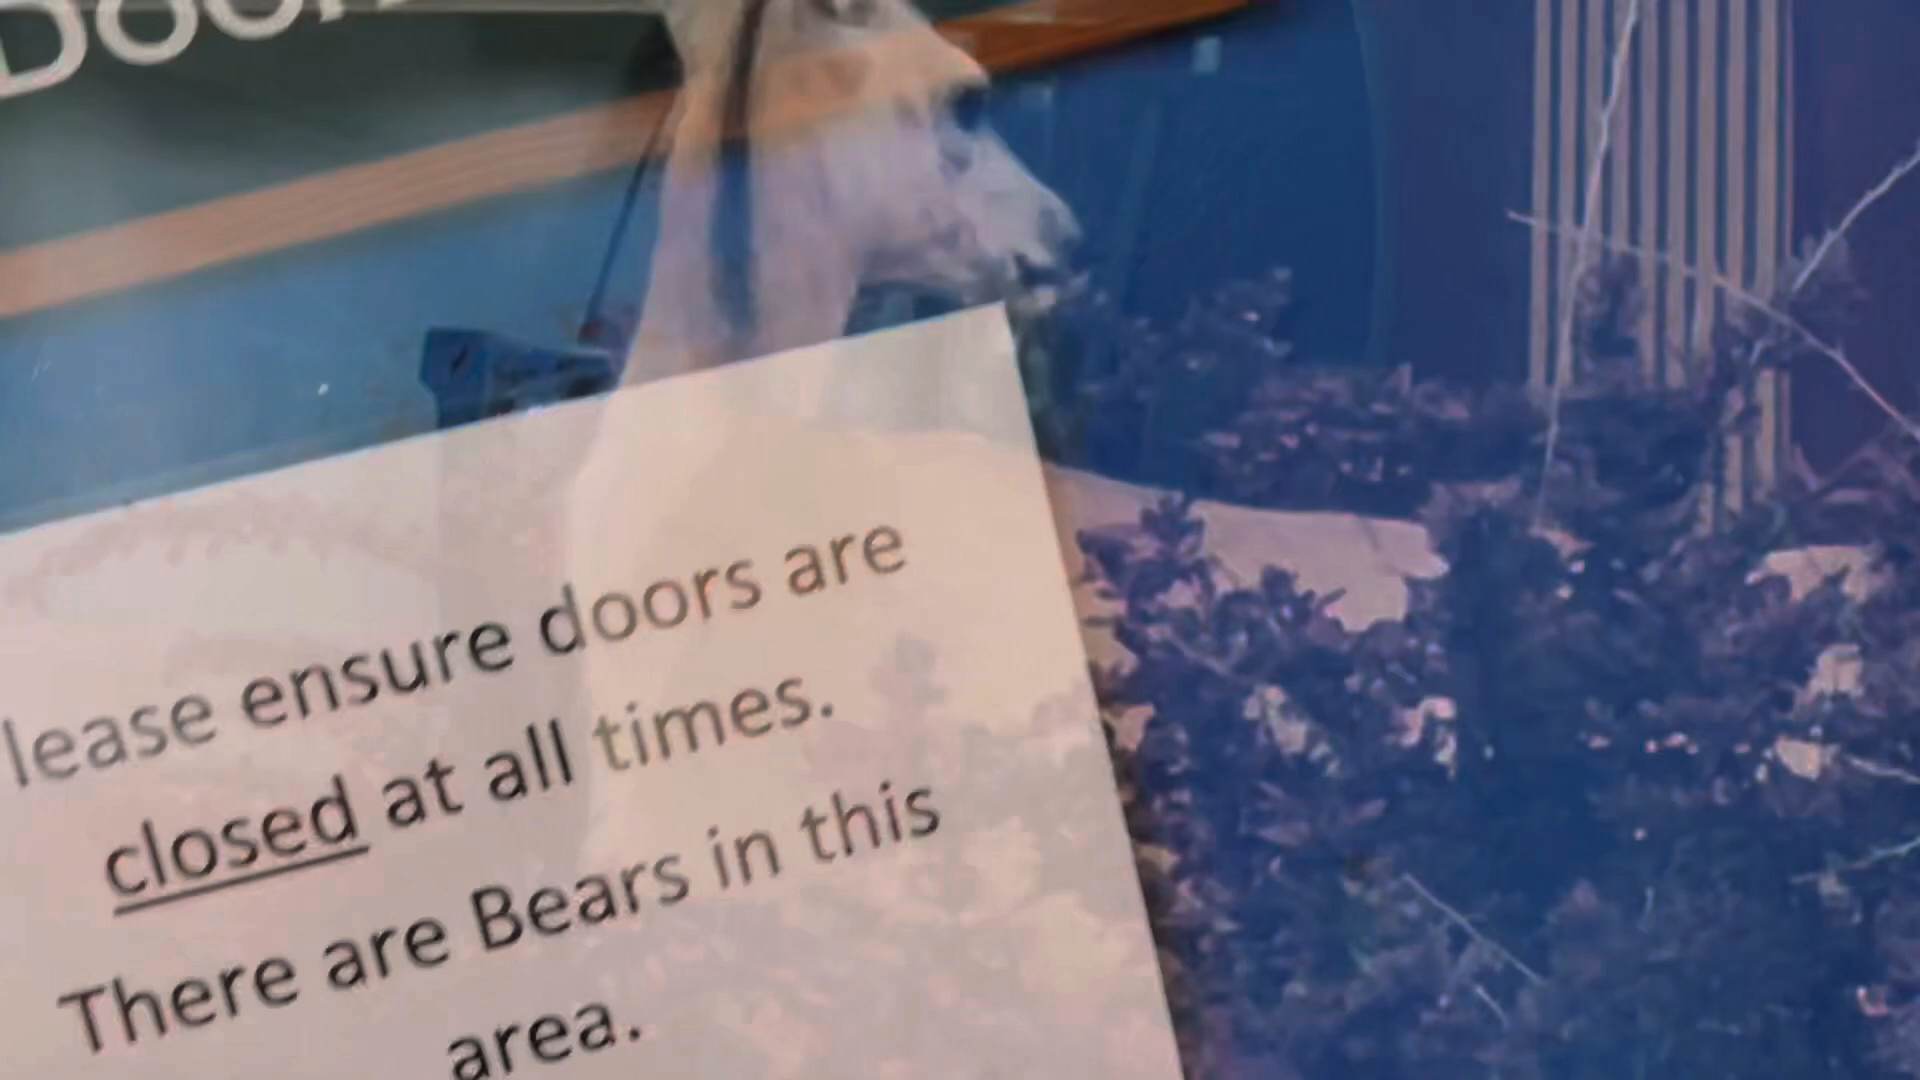 lease ensure doors are
closed at all times.
There are Bears in this
area.